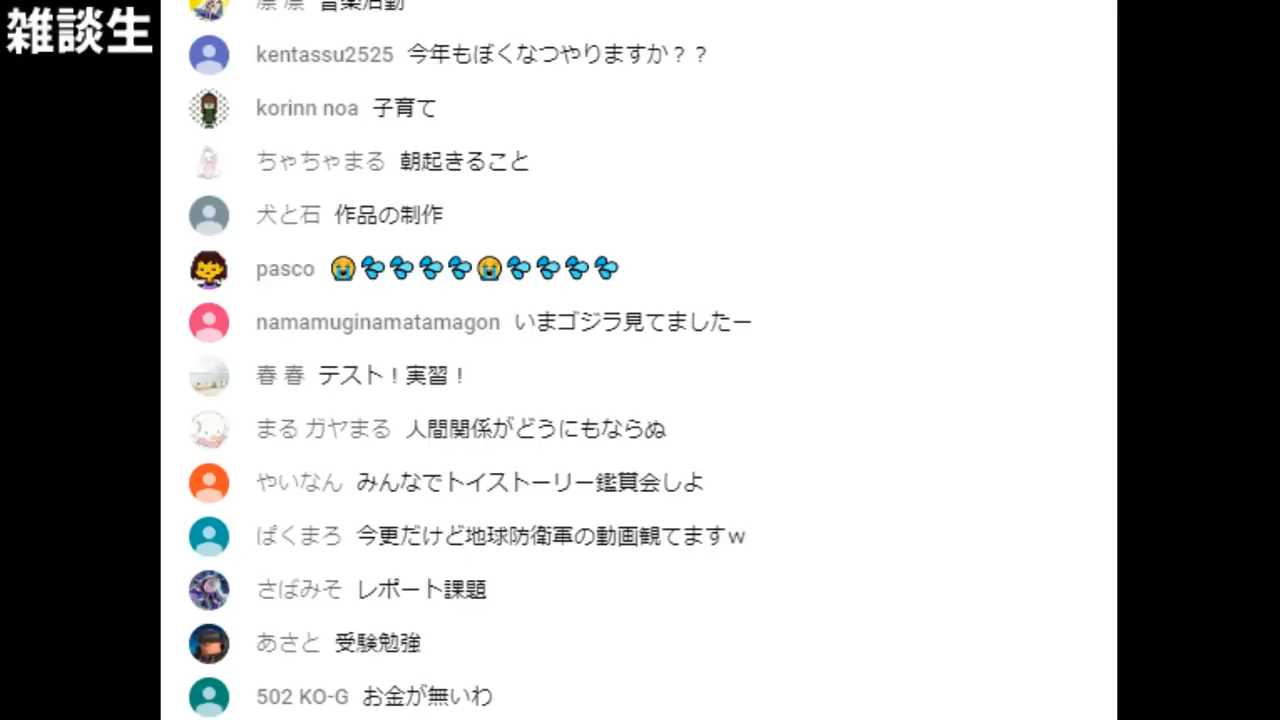 雑談生
凛 凛 音楽活動
kentassu2525 今年もぼくなつやりますか？？
korinn noa 子育て
ちゃちゃまる 朝起きること
犬と石 作品の制作
pasco 😭💦💦💦💦😭💦💦💦💦
namamuginamatamagon いまゴジラ見てましたー
春 春 テスト！実習！
まる ガヤまる 人間関係がどうにもならぬ
やいなん みんなでトイストーリー鑑賞会しよ
ぱくまろ 今更だけど地球防衛軍の動画観てますw
さばみそ レポート課題
あさと 受験勉強
502 KO-G お金が無いわ